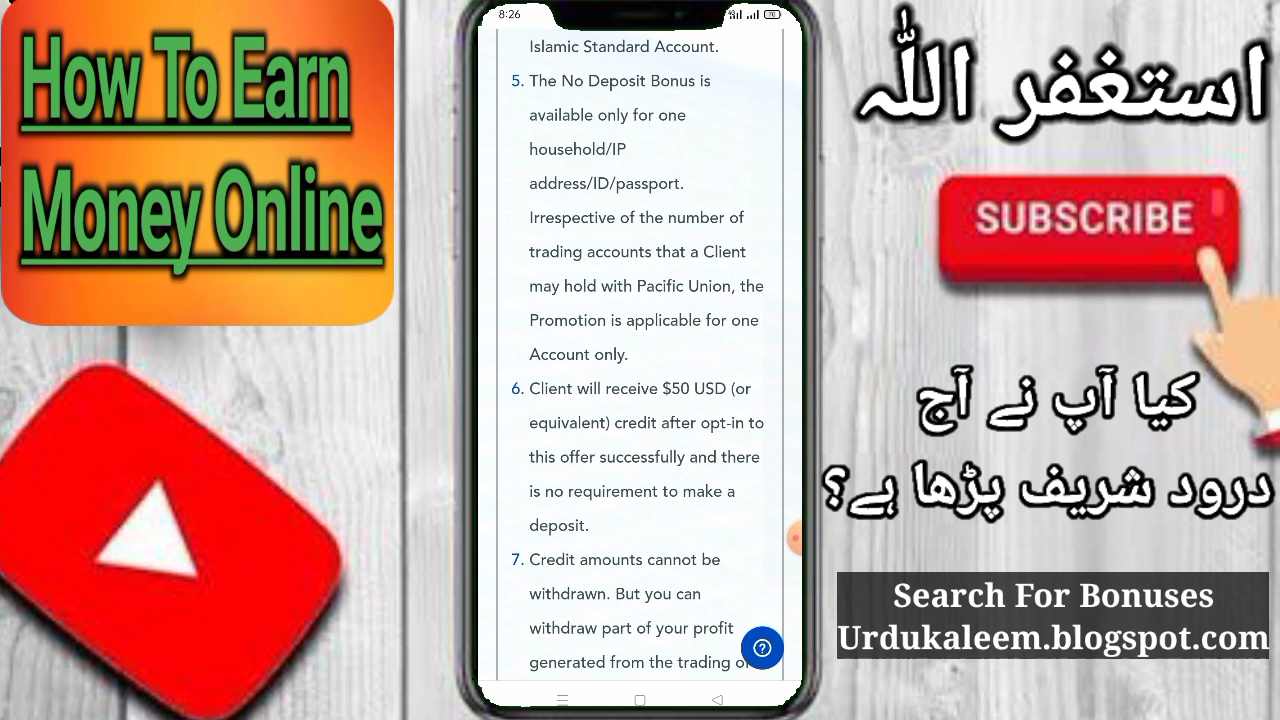 How To Earn
Money Online
8:26
Islamic Standard Account.
5. The No Deposit Bonus is
available only for one
household/IP
address/ID/passport.
Irrespective of the number of
trading accounts that a Client
may hold with Pacific Union, the
Promotion is applicable for one
Account only.
6. Client will receive $50 USD (or
equivalent) credit after opt-in to
this offer successfully and there
is no requirement to make a
deposit.
7. Credit amounts cannot be
withdrawn. But you can
withdraw part of your profit
generated from the trading
استغفر اللّٰہ
SUBSCRIBE
کیا آپ نے آج
درود شریف پڑھا ہے؟
Search For Bonuses
Urdukaleem.blogspot.com